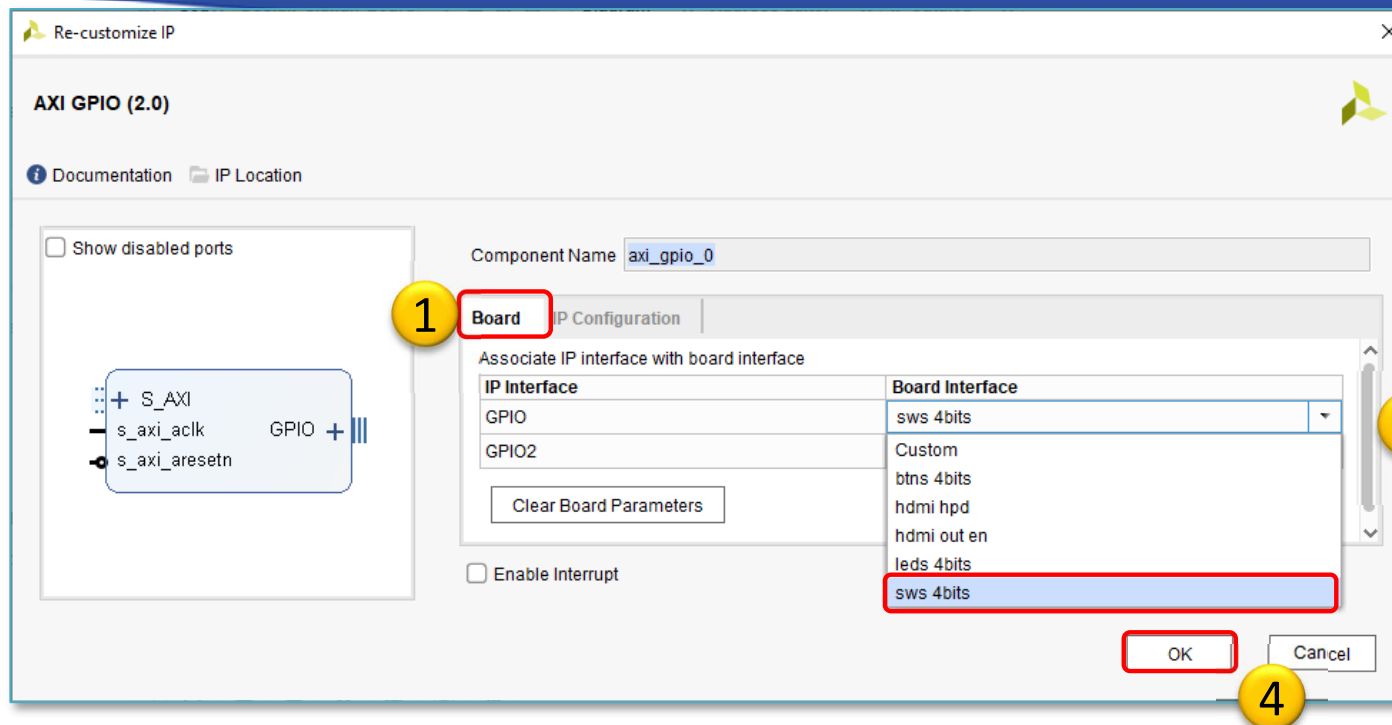 Re-customize IP
AXI GPIO (2.0)
Documentation IP Location
Show disabled ports
S_AXI
s_axi_aclk GPIO
s_axi_aresetn
Component Name axi_gpio_0
1
Board IP Configuration
Associate IP interface with board interface
IP Interface Board Interface
GPIO sws 4bits
GPIO2
Custom
btns 4bits
hdmi hpd
hdmi out en
leds 4bits
sws 4bits
Clear Board Parameters
Enable Interrupt
OK Cancel
4